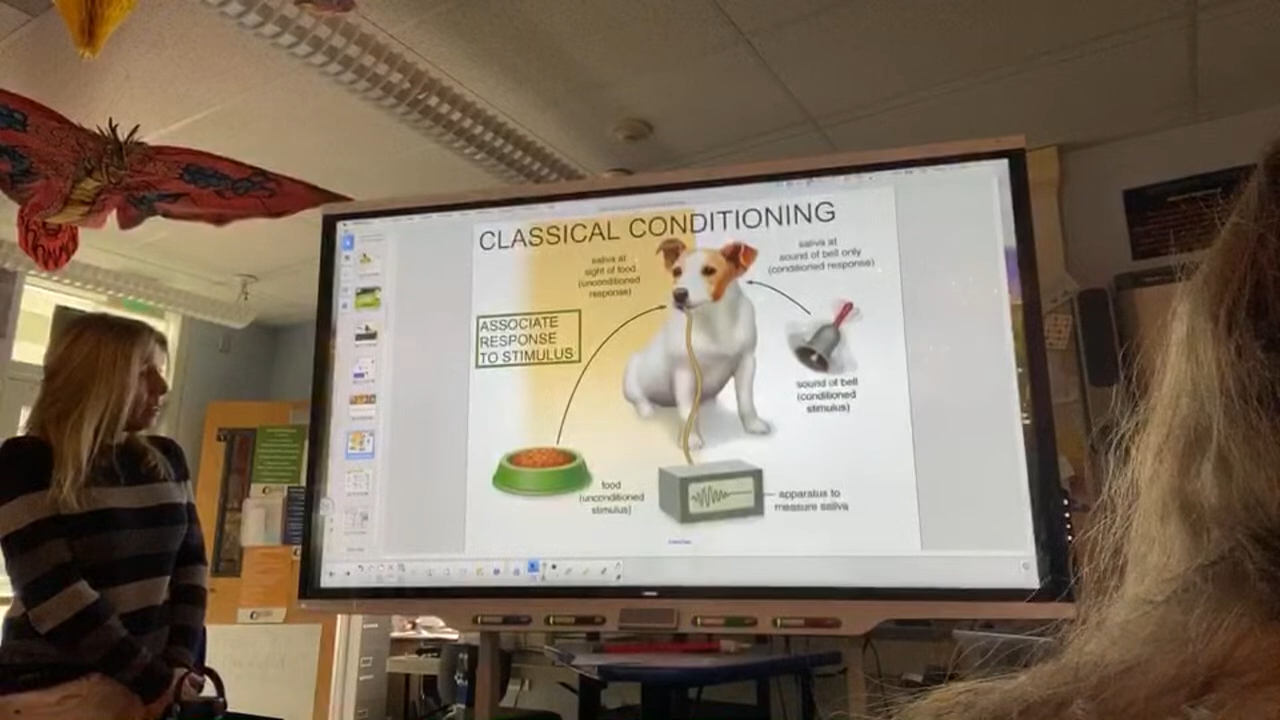 CLASSICAL CONDITIONING
saliva at
sight of food
(unconditioned
response)
saliva at
sound of bell only
(conditioned response)
ASSOCIATE
RESPONSE
TO STIMULUS
sound of bell
(conditioned
stimulus)
food
(unconditioned
stimulus)
apparatus to
measure saliva